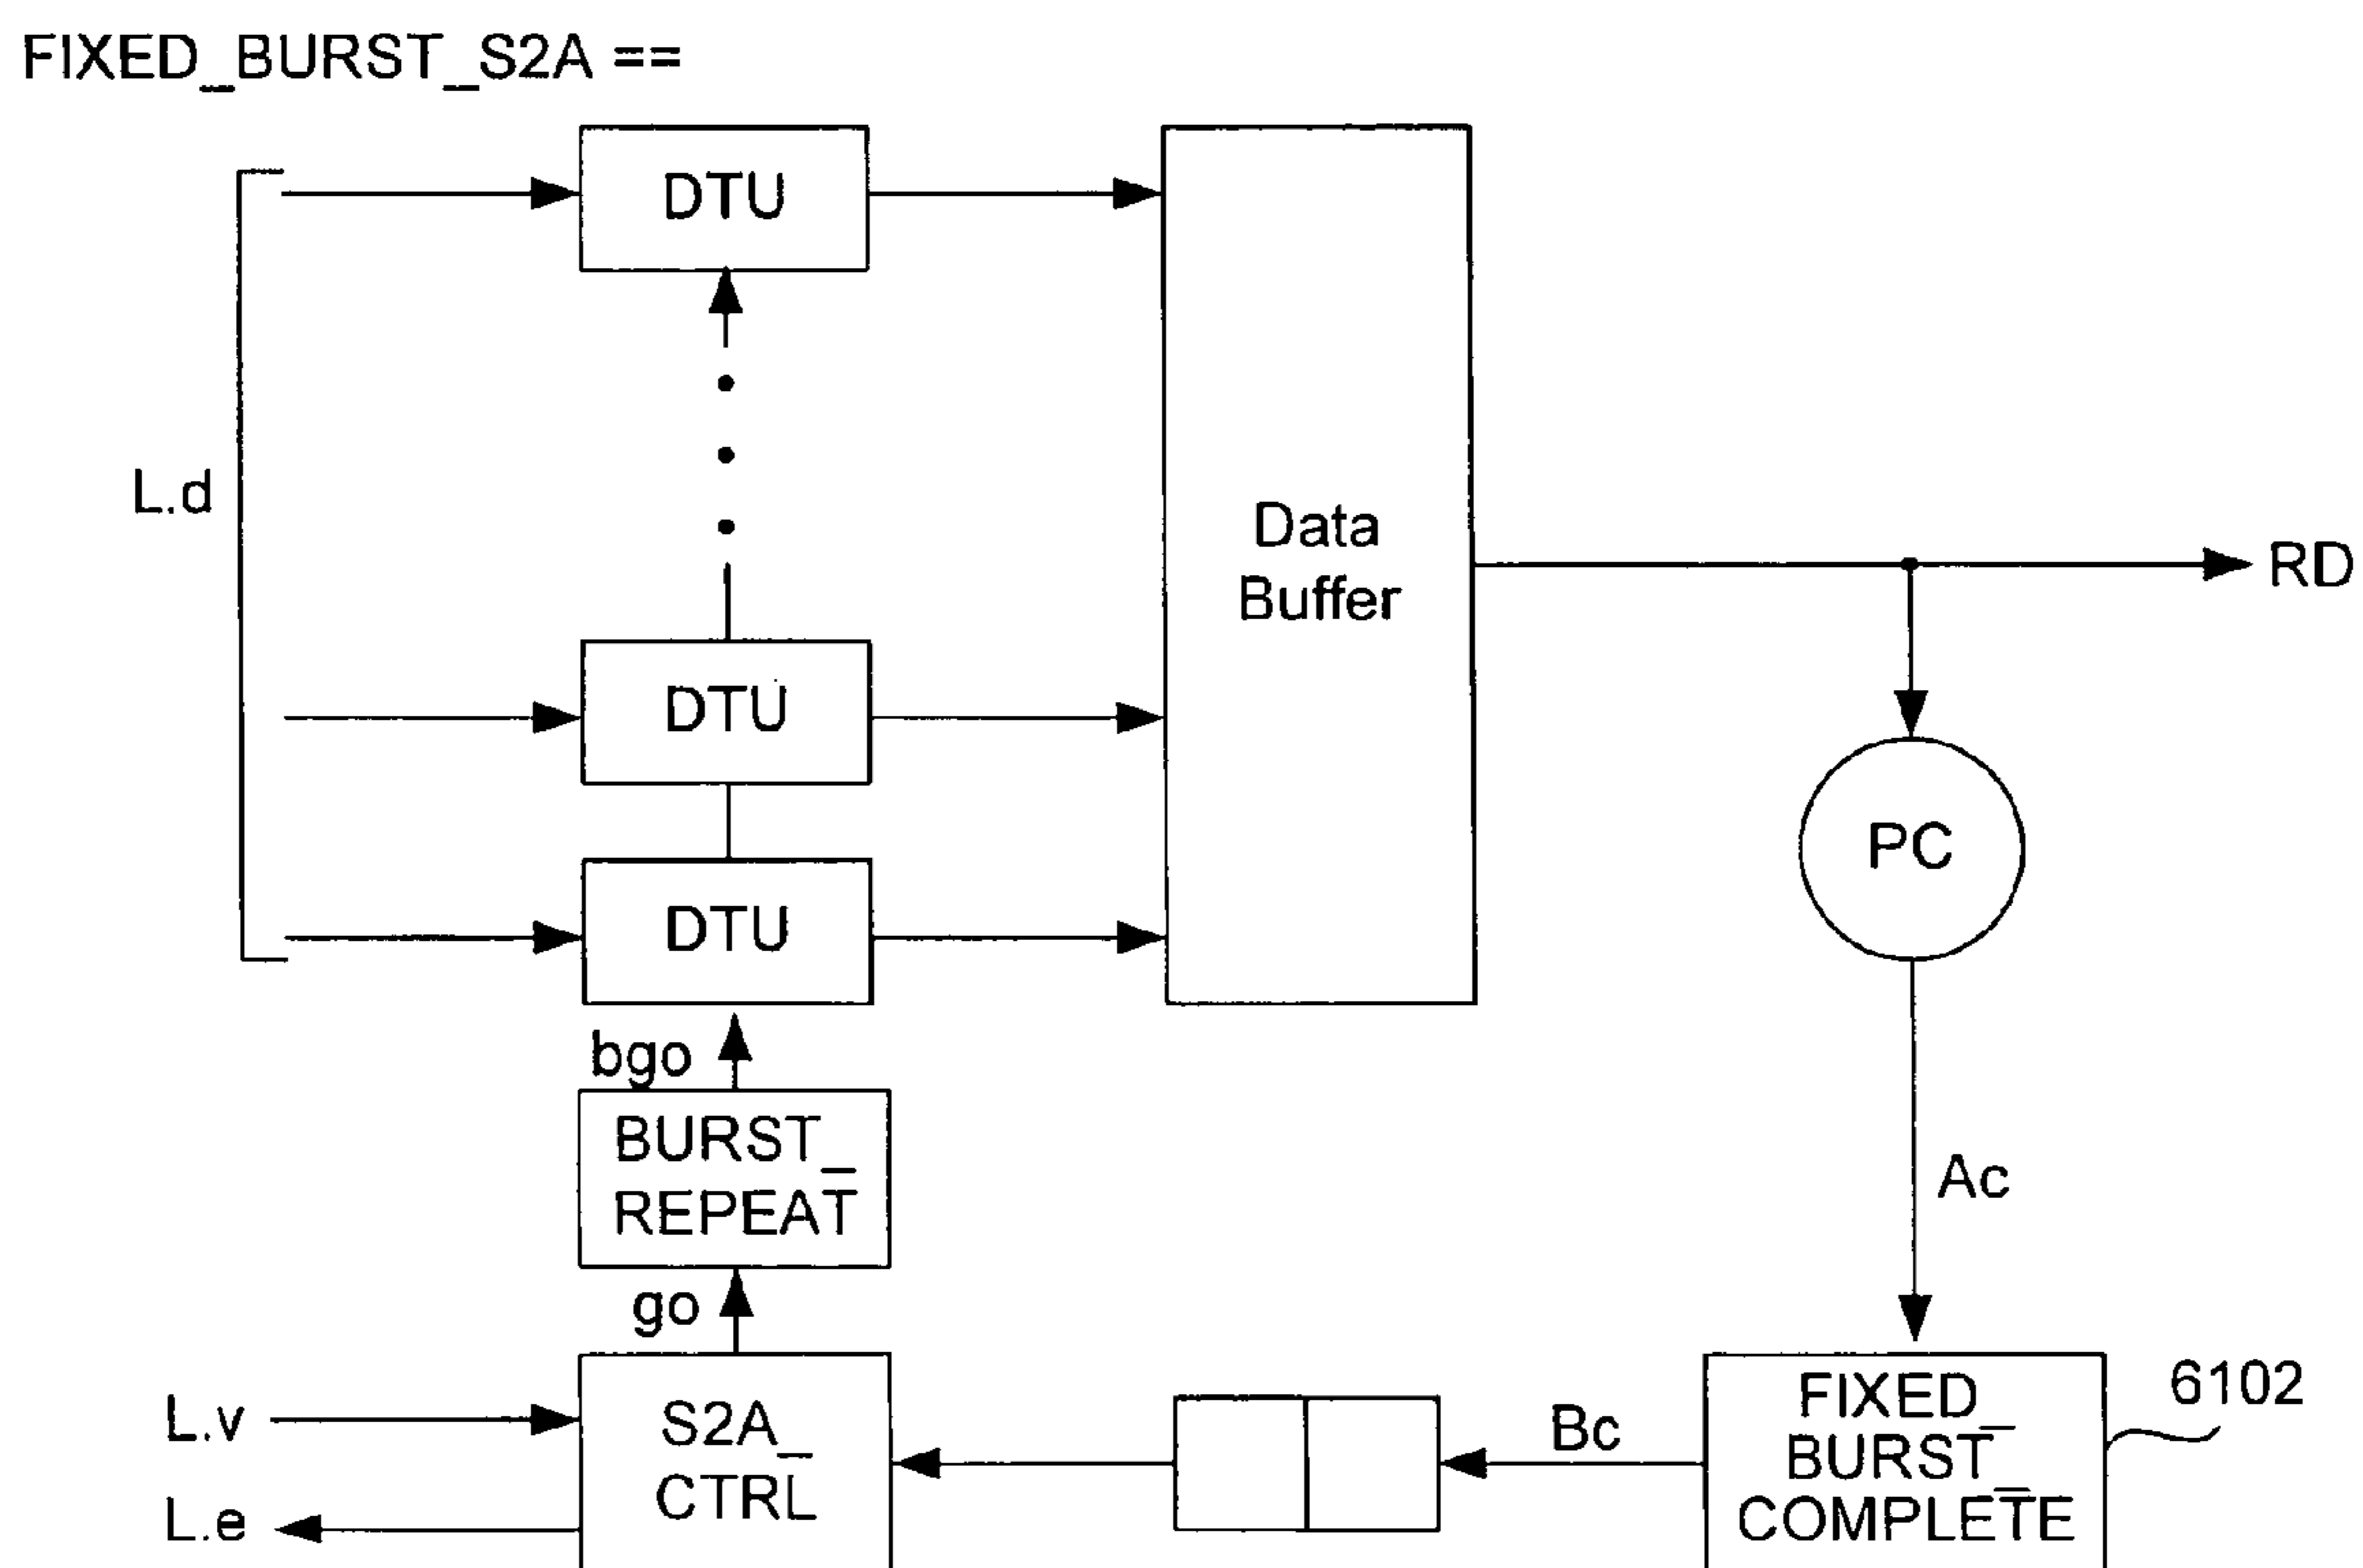 FIXED_BURST_S2A ==
DTU
L.d
Data
Buffer
RD
DTU
PC
DTU
bgo
BURST_
REPEAT
Ac
go
L.v
S2A_
CTRL
L.e
Bc
FIXED_
BURST_
COMPLETE
6102